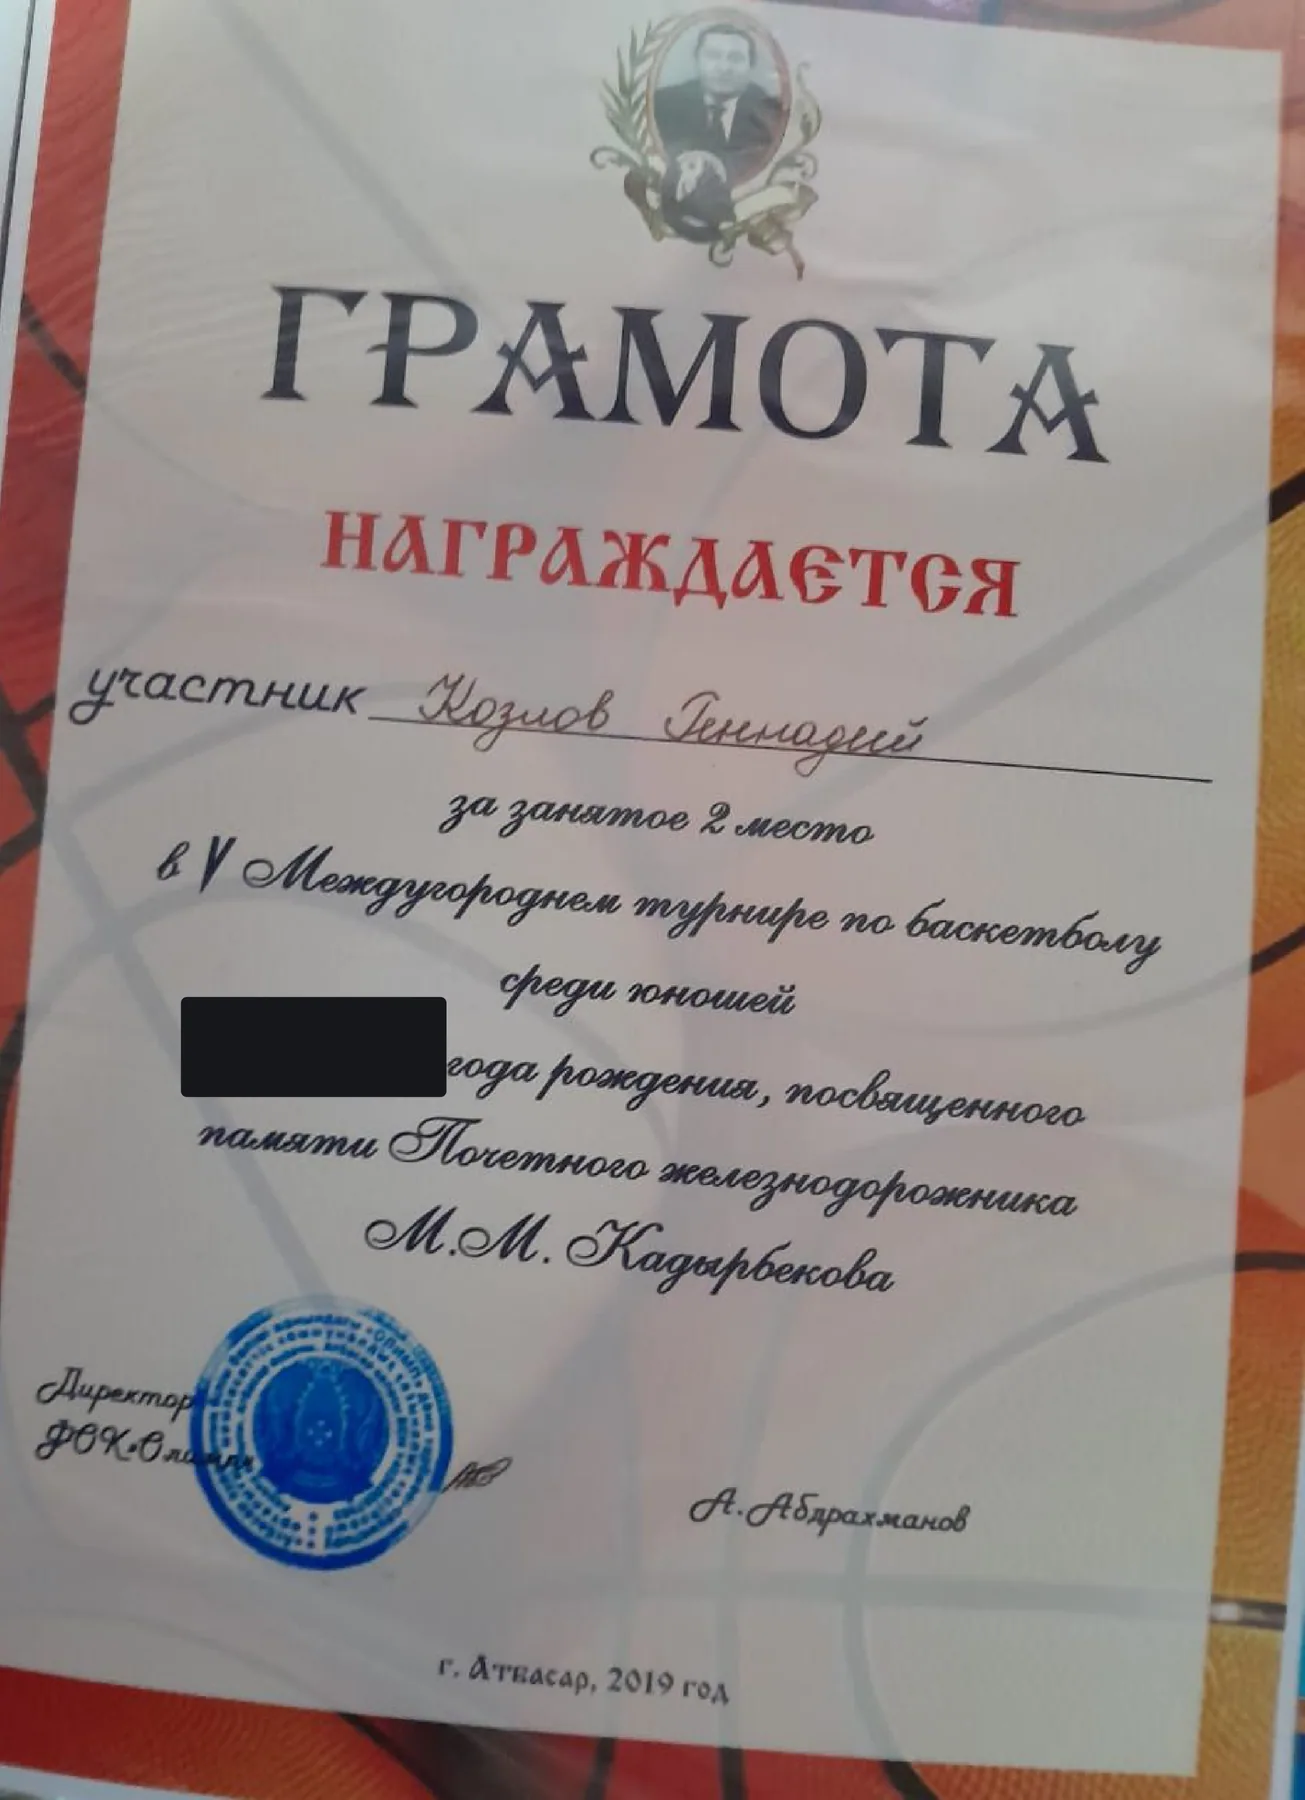 ГРАМОТА
НАГРАЖДАЕТСЯ
участник Козлов Геннадий
за занятое 2 место
в V Междугороднем турнире по баскетболу
среди юношей
года рождения, посвященного
памяти Почетного железнодорожника
М.М. Кадырбекова
Директор
ФОК «Олимп»
А. Абдрахманов
г. Атбасар, 2019 год